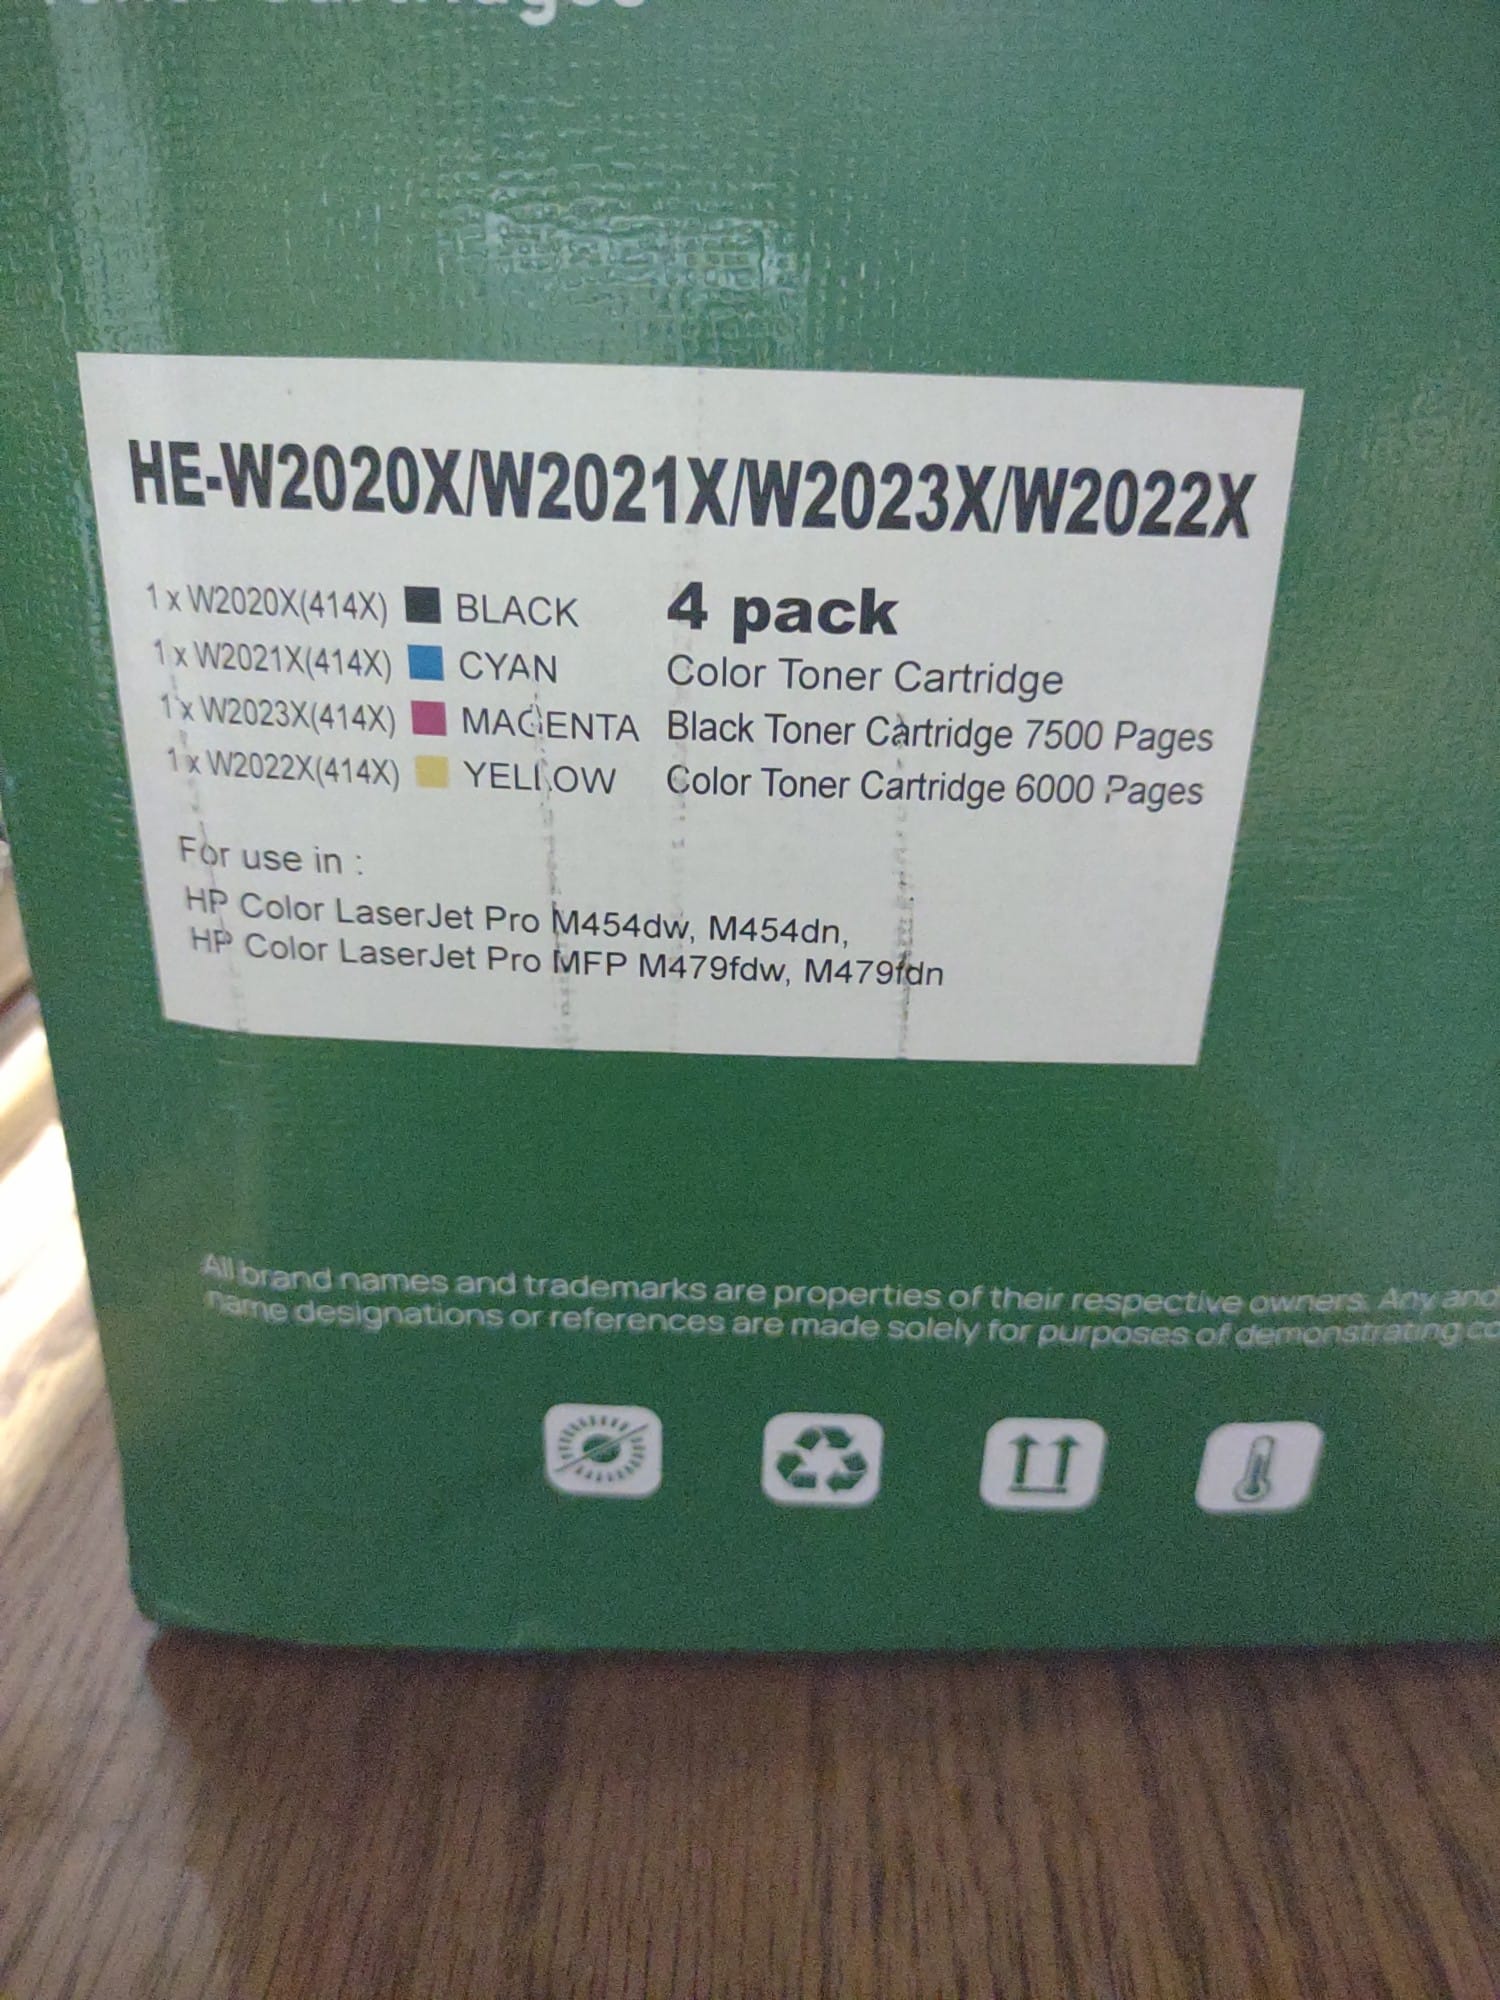 HE-W2020X/W2021X/W2023X/W2022X
1 x W2020X(414X) BLACK
1 x W2021X(414X) CYAN
1 x W2023X(414X) MAGENTA
1 x W2022X(414X) YELLOW
4 pack
Color Toner Cartridge
Black Toner Cartridge 7500 Pages
Color Toner Cartridge 6000 Pages
For use in :
HP Color LaserJet Pro M454dw, M454dn,
HP Color LaserJet Pro MFP M479fdw, M479fdn
All brand names and trademarks are properties of their respective owners. Any and
name designations or references are made solely for purposes of demonstrating